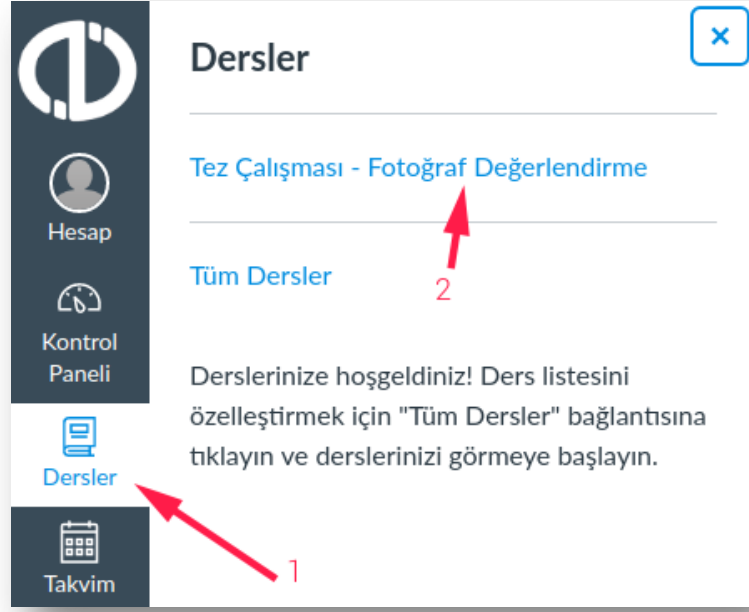 Hesap
Kontrol
Paneli
Dersler
Takvim
Dersler
×
Tez Çalışması - Fotoğraf Değerlendirme
Tüm Dersler
Derslerinize hoşgeldiniz! Ders listesini
özelleştirmek için "Tüm Dersler" bağlantısına
tıklayın ve derslerinizi görmeye başlayın.
1
2